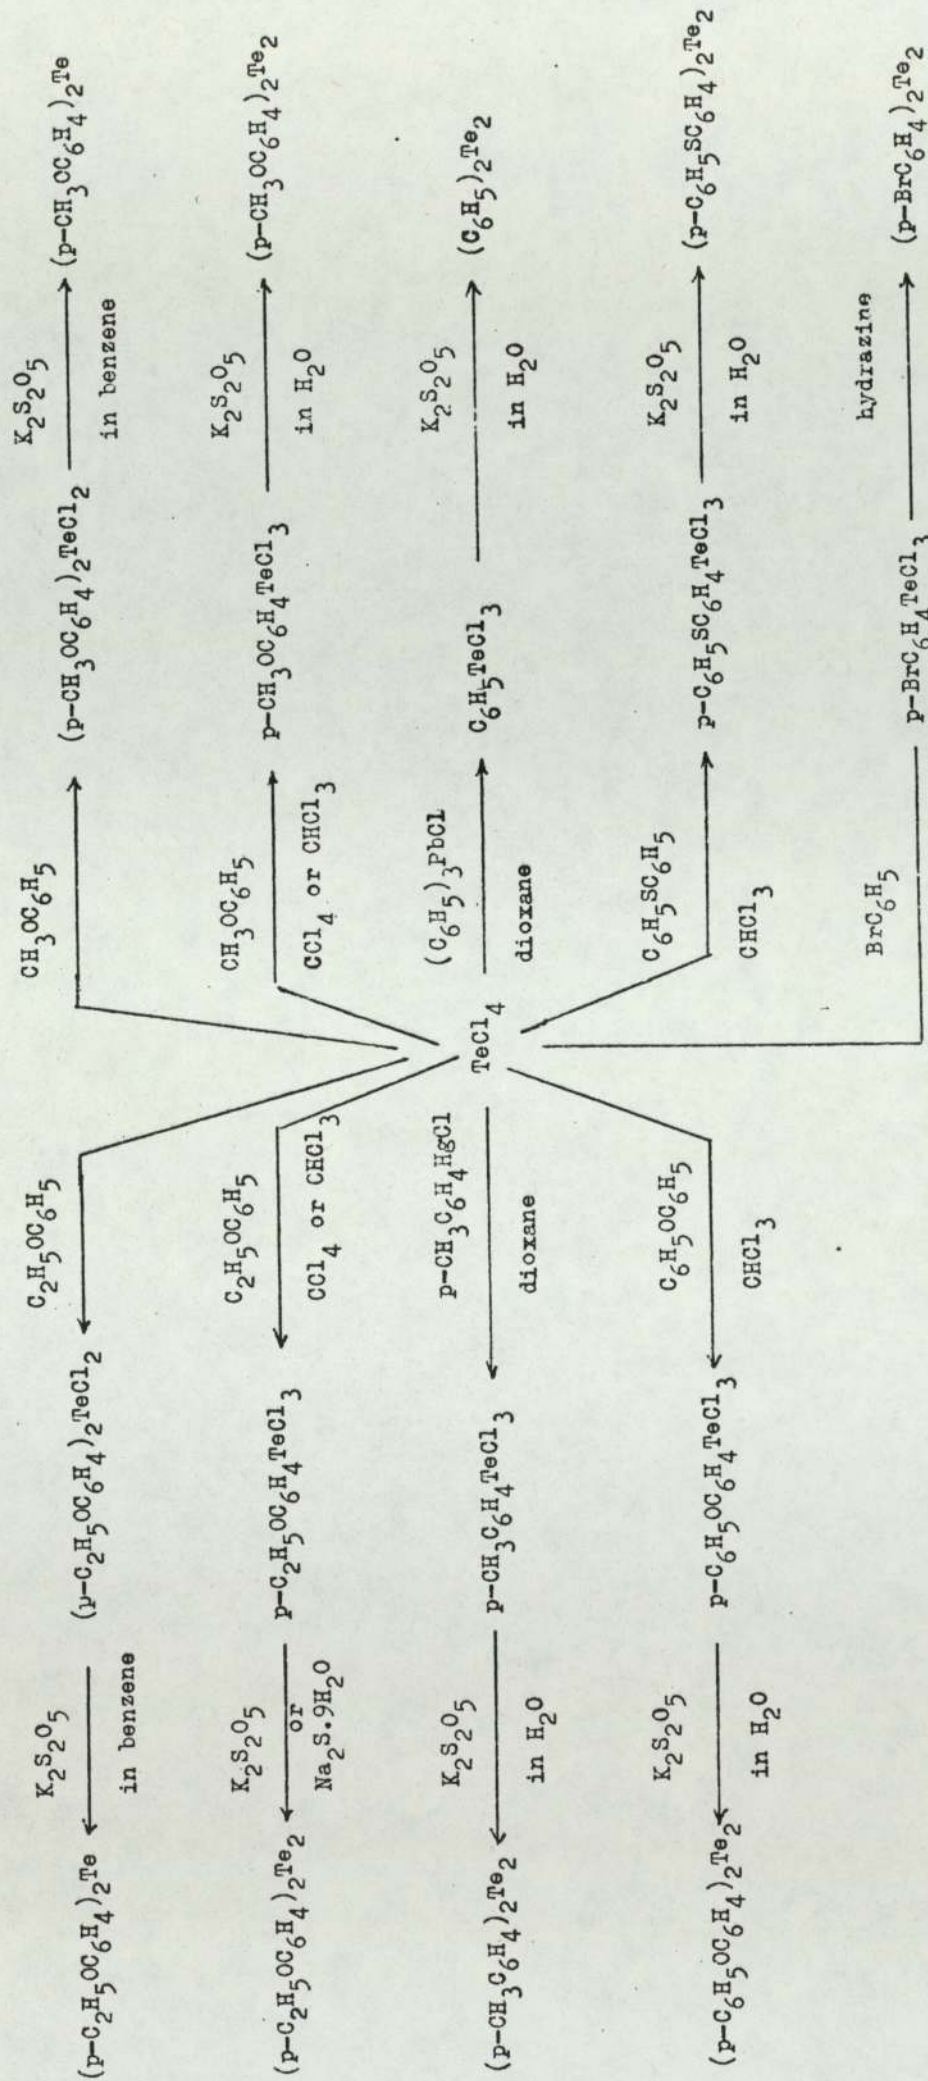 C₂H₅OC₆H₅ CH₃OC₆H₅
K₂S₂O₅ K₂S₂O₅
(p-C₂H₅OC₆H₄)₂Te (p-C₂H₅OC₆H₄)₂TeCl₂ (p-CH₃OC₆H₄)₂TeCl₂ (p-CH₃OC₆H₄)₂Te
in benzene in benzene
K₂S₂O₅ C₂H₅OC₆H₅ CH₃OC₆H₅ K₂S₂O₅
(p-C₂H₅OC₆H₄)₂Te₂ or p-C₂H₅OC₆H₄TeCl₃ p-CH₃OC₆H₄TeCl₃ (p-CH₃OC₆H₄)₂Te₂
Na₂S.9H₂O CCl₄ or CHCl₃ CCl₄ or CHCl₃ in H₂O
K₂S₂O₅ p-CH₃C₆H₄HgCl (C₆H₅)₃PbCl K₂S₂O₅
(p-CH₃C₆H₄)₂Te₂ p-CH₃C₆H₄TeCl₃ TeCl₄ C₆H₅TeCl₃ (C₆H₅)₂Te₂
in H₂O dioxane dioxane in H₂O
K₂S₂O₅ C₆H₅OC₆H₅ C₆H₅SC₆H₅ K₂S₂O₅
(p-C₆H₅OC₆H₄)₂Te₂ p-C₆H₅OC₆H₄TeCl₃ p-C₆H₅SC₆H₄TeCl₃ (p-C₆H₅SC₆H₄)₂Te₂
in H₂O CHCl₃ CHCl₃ in H₂O
BrC₆H₅ hydrazine
p-BrC₆H₄TeCl₃ (p-BrC₆H₄)₂Te₂